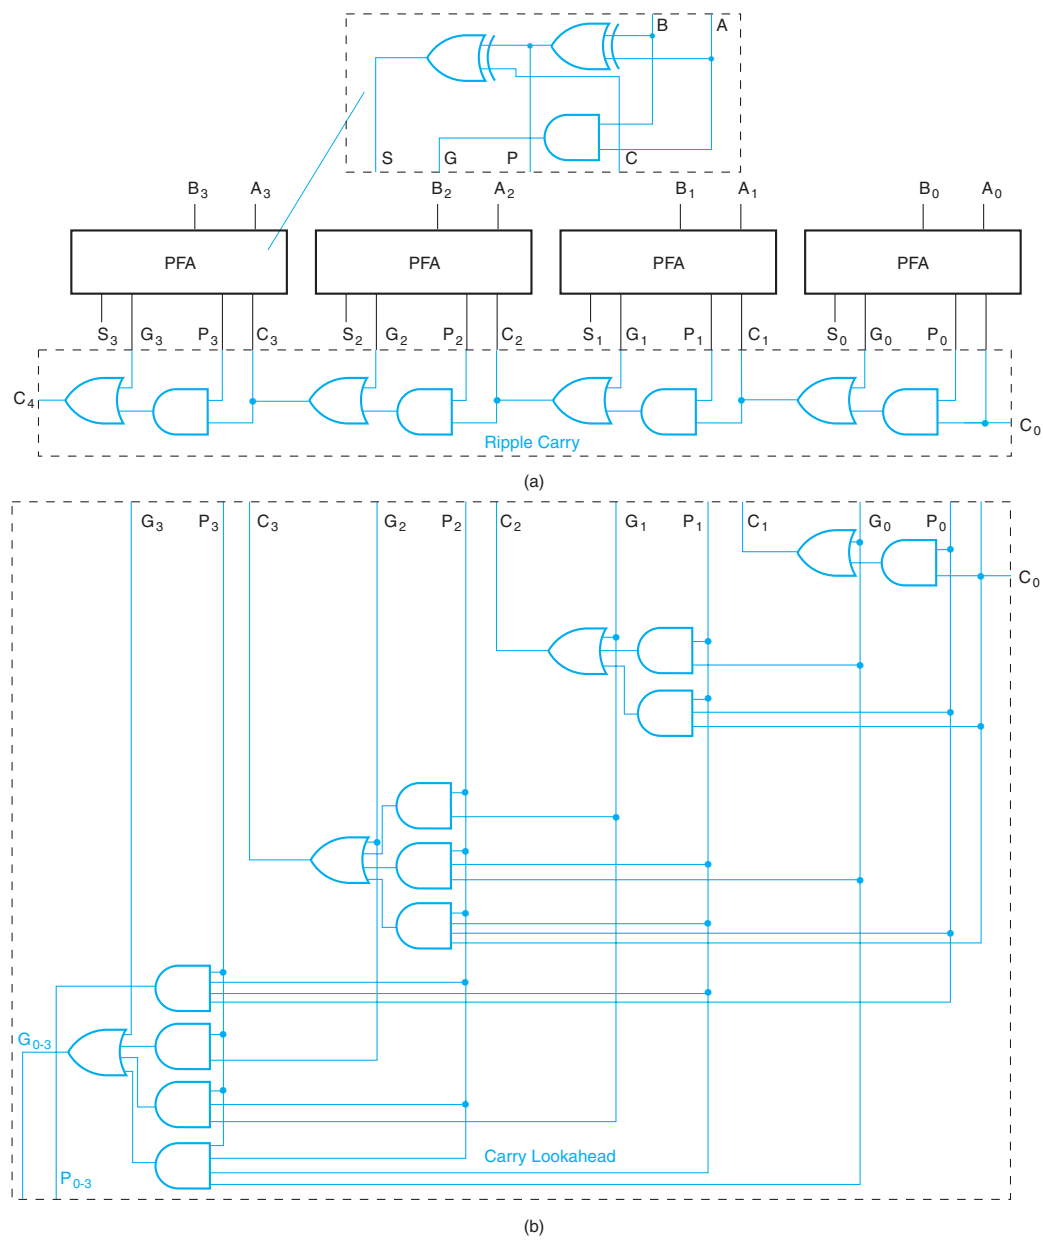 B A
S G P C
B3 A3 B2 A2 B1 A1 B0 A0
PFA PFA PFA PFA
S3 G3 P3 C3 S2 G2 P2 C2 S1 G1 P1 C1 S0 G0 P0
C4 C0
Ripple Carry
(a)
G3 P3 C3 G2 P2 C2 G1 P1 C1 G0 P0
C0
G0-3
Carry Lookahead
P0-3
(b)